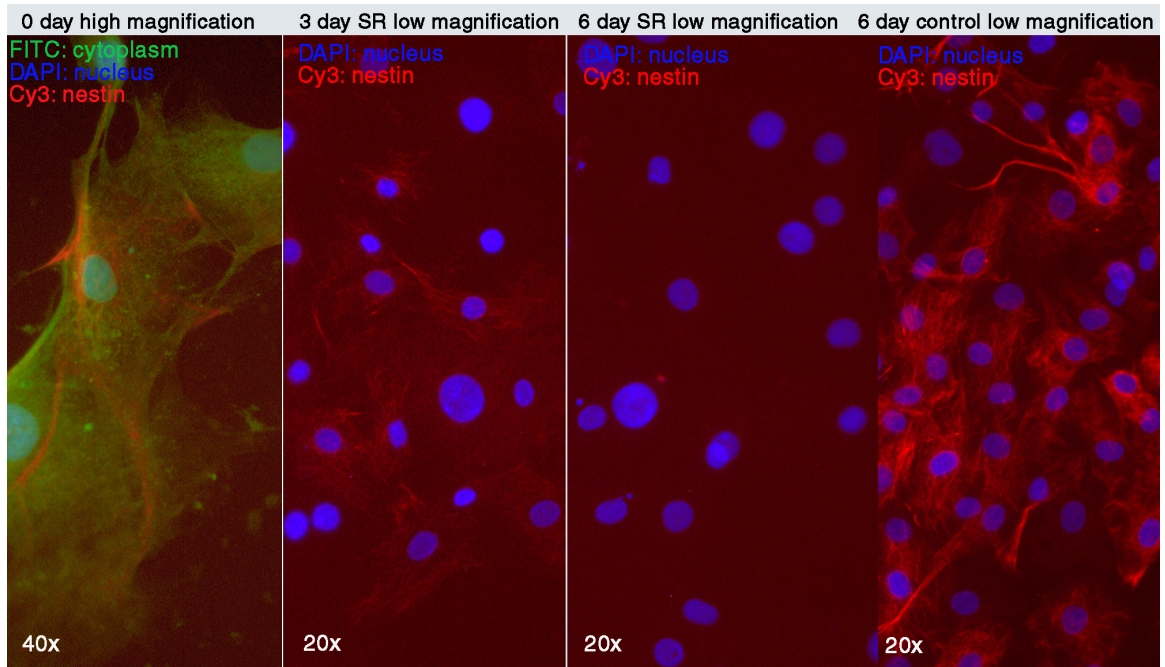 0 day high magnification
FITC: cytoplasm
DAPI: nucleus
Cy3: nestin
40x
3 day SR low magnification
DAPI: nucleus
Cy3: nestin
20x
6 day SR low magnification
DAPI: nucleus
Cy3: nestin
20x
6 day control low magnification
DAPI: nucleus
Cy3: nestin
20x